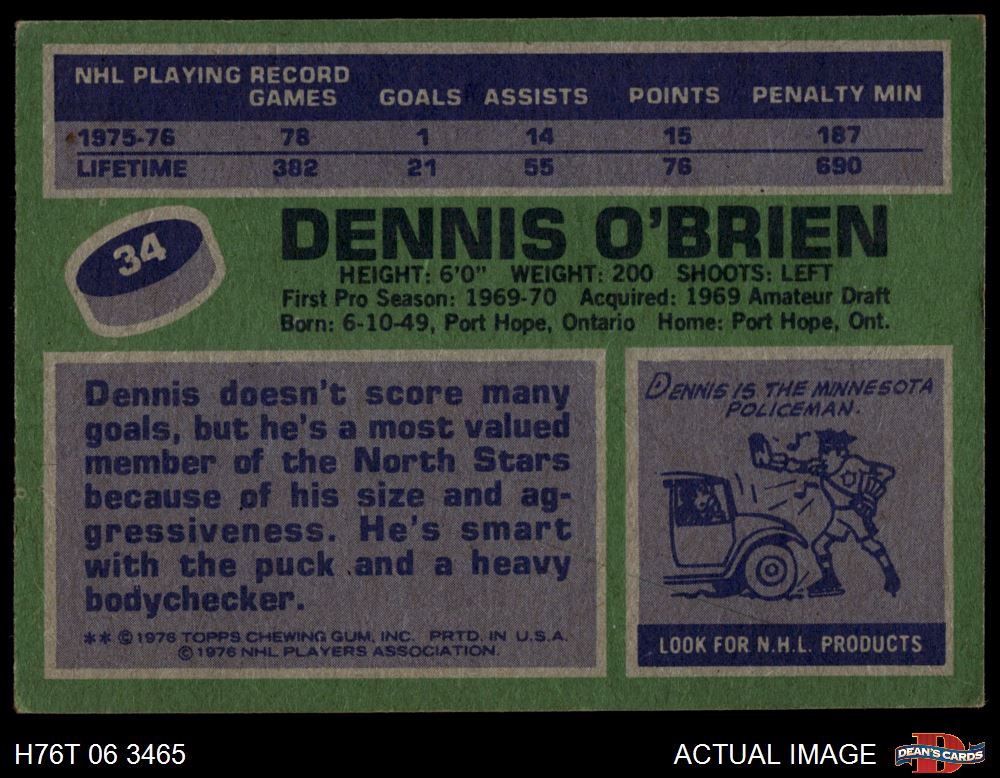 NHL PLAYING RECORD
GAMES GOALS ASSISTS POINTS PENALTY MIN
1975-76 78 1 14 15 187
LIFETIME 382 21 55 76 690
34
DENNIS O'BRIEN
HEIGHT: 6'0" WEIGHT: 200 SHOOTS: LEFT
First Pro Season: 1969-70 Acquired: 1969 Amateur Draft
Born: 6-10-49, Port Hope, Ontario Home: Port Hope, Ont.
Dennis doesn't score many
goals, but he's a most valued
member of the North Stars
because of his size and ag-
gressiveness. He's smart
with the puck and a heavy
bodychecker.
** © 1976 TOPPS CHEWING GUM, INC. PRTD. IN U.S.A.
© 1976 NHL PLAYERS ASSOCIATION.
DENNIS IS THE MINNESOTA
POLICEMAN.
LOOK FOR N.H.L. PRODUCTS
H76T 06 3465
ACTUAL IMAGE
DEAN'S CARDS